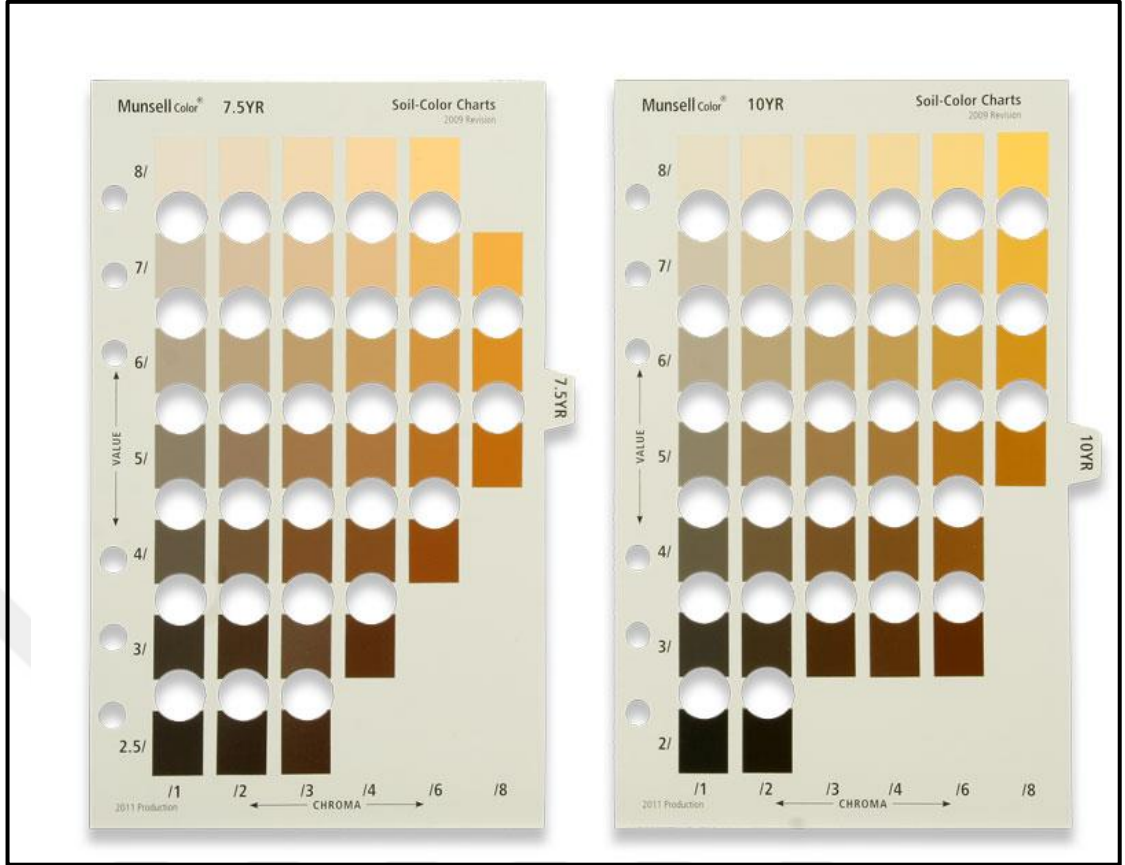 Munsell Color® 7.5YR Soil-Color Charts
2009 Revision
8/
7/
6/
5/
4/
3/
2.5/
VALUE
/1 /2 /3 /4 /6 /8
CHROMA
2011 Production
7.5YR
Munsell Color® 10YR Soil-Color Charts
2009 Revision
8/
7/
6/
5/
4/
3/
2/
VALUE
/1 /2 /3 /4 /6 /8
CHROMA
2011 Production
10YR